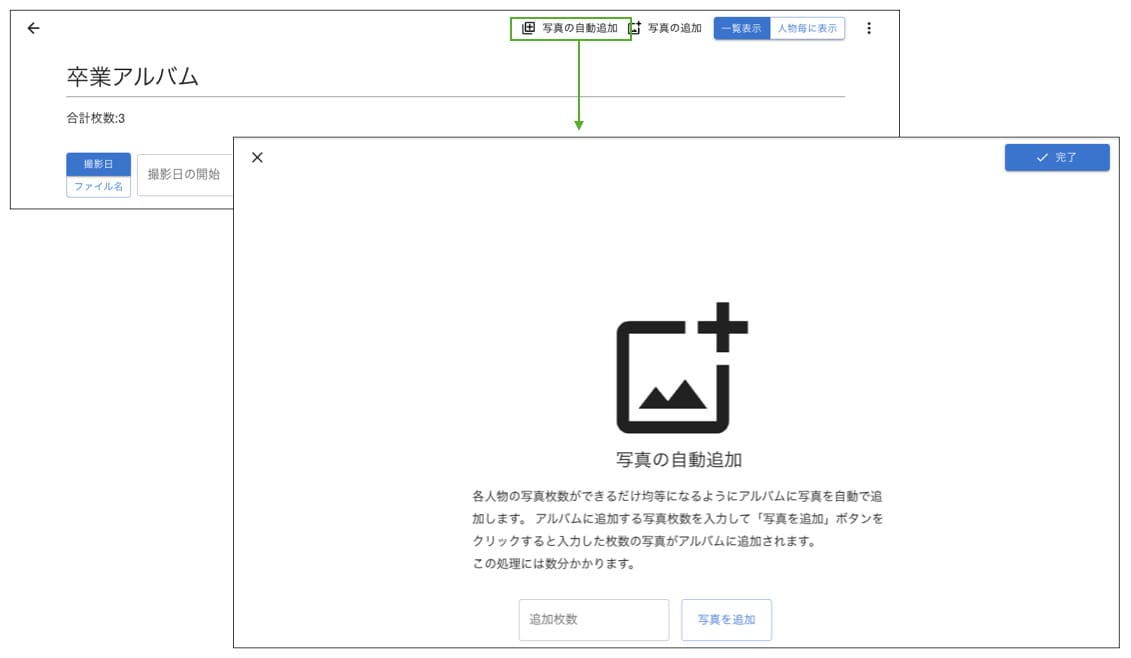 写真の自動追加
写真の追加
一覧表示
人物毎に表示
卒業アルバム
合計枚数:3
撮影日
ファイル名
撮影日の開始
完了
写真の自動追加
各人物の写真枚数ができるだけ均等になるようにアルバムに写真を自動で追
加します。 アルバムに追加する写真枚数を入力して「写真を追加」ボタンを
クリックすると入力した枚数の写真がアルバムに追加されます。
この処理には数分かかります。
追加枚数
写真を追加